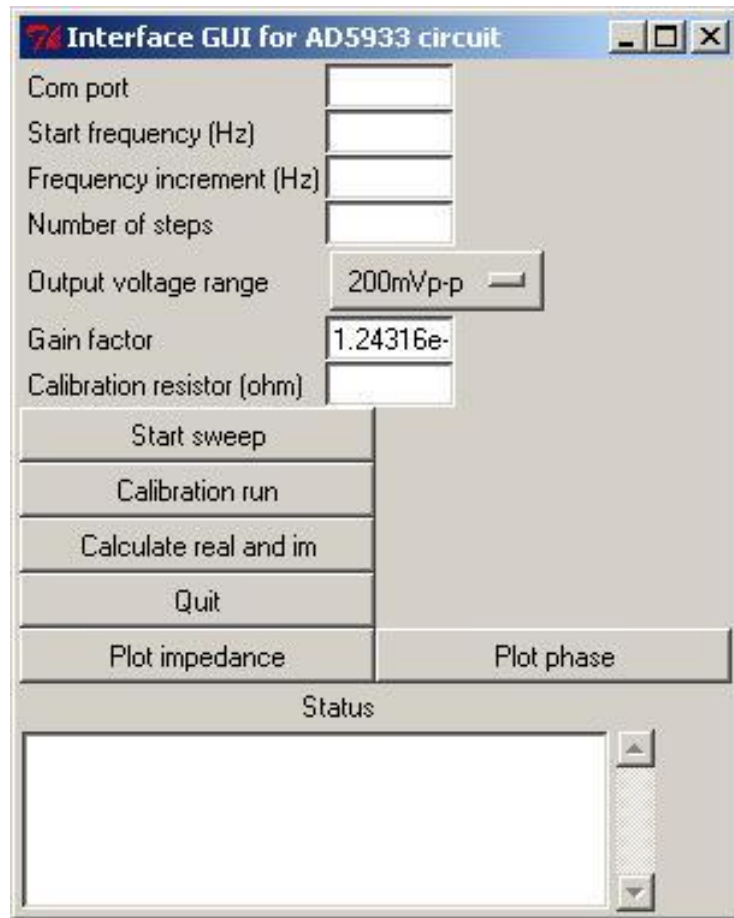 Interface GUI for AD5933 circuit
Com port
Start frequency (Hz)
Frequency increment (Hz)
Number of steps
Output voltage range 200mVp-p
Gain factor 1.24316e-
Calibration resistor (ohm)
Start sweep
Calibration run
Calculate real and im
Quit
Plot impedance Plot phase
Status